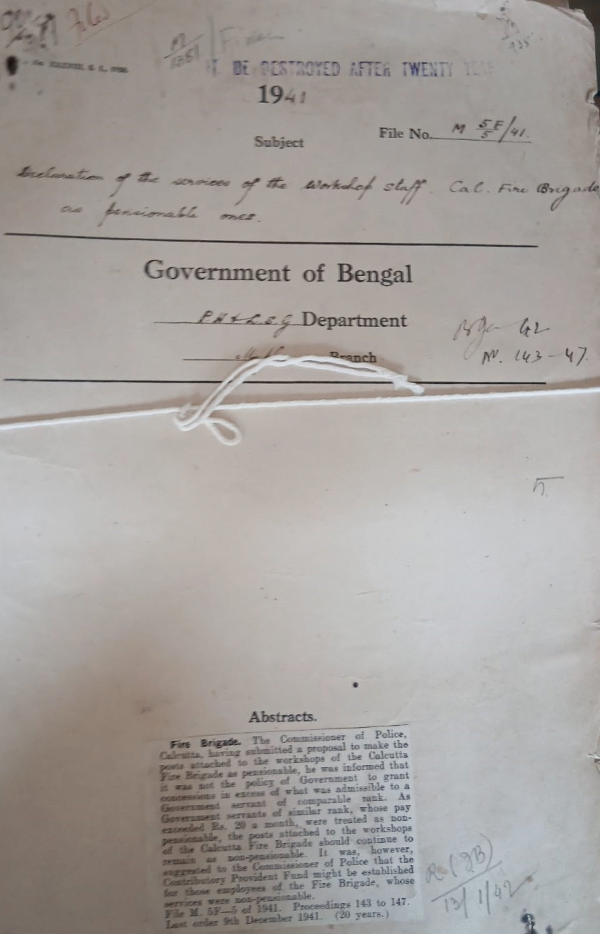 BE DESTROYED AFTER TWENTY
1941
Subject
File No. M 5F/5/41.
Declaration of the services of the workshop staff. Cal. Fire Brigade
as pensionable ones.
Government of Bengal
PH & LSG Department
Branch
42
143-47.
Abstracts.
Fire Brigade. The Commissioner of Police,
Calcutta, having submitted a proposal to make the
posts attached to the workshops of the Calcutta
Fire Brigade as pensionable, he was informed that
it was not the policy of Government to grant
concessions in excess of what was admissible to a
Government servant of comparable rank. As
Government servants of similar rank, whose pay
exceeded Rs. 20 a month, were treated as non-
pensionable, the posts attached to the workshops
of the Calcutta Fire Brigade should continue to
remain as non-pensionable. It was, however,
suggested to the Commissioner of Police that the
Contributory Provident Fund might be established
for those employees of the Fire Brigade, whose
services were non-pensionable.
File M. 5F—5 of 1941. Proceedings 143 to 147.
Last order 9th December 1941. (20 years.)
13/1/42